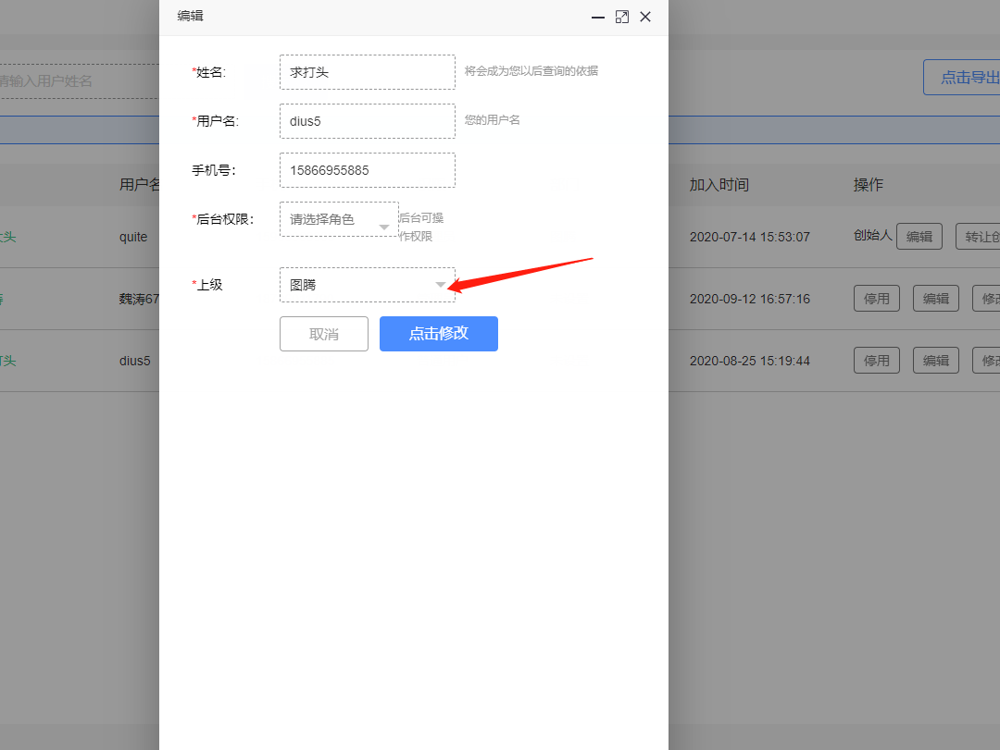 编辑
*姓名:
求打头
将会成为您以后查询的依据
请输入用户姓名
点击导出
*用户名:
dius5
您的用户名
手机号:
15866955885
用户名
加入时间
操作
*后台权限:
请选择角色
后台可操
作权限
头
quite
2020-07-14 15:53:07
创始人
编辑
转让创
*上级
图腾
魏涛67
2020-09-12 16:57:16
停用
编辑
修改
取消
点击修改
打头
dius5
2020-08-25 15:19:44
停用
编辑
修改